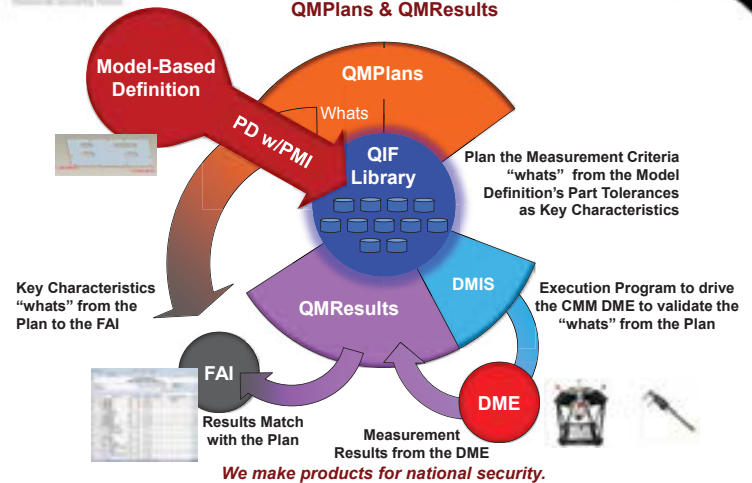 QMPlans & QMResults
Model-Based
Definition
QMPlans
Whats
PD w/PMI
QIF
Library
Plan the Measurement Criteria
“whats” from the Model
Definition’s Part Tolerances
as Key Characteristics
Key Characteristics
“whats” from the
Plan to the FAI
QMResults
DMIS
Execution Program to drive
the CMM DME to validate the
“whats” from the Plan
FAI
DME
Results Match
with the Plan
Measurement
Results from the DME
We make products for national security.